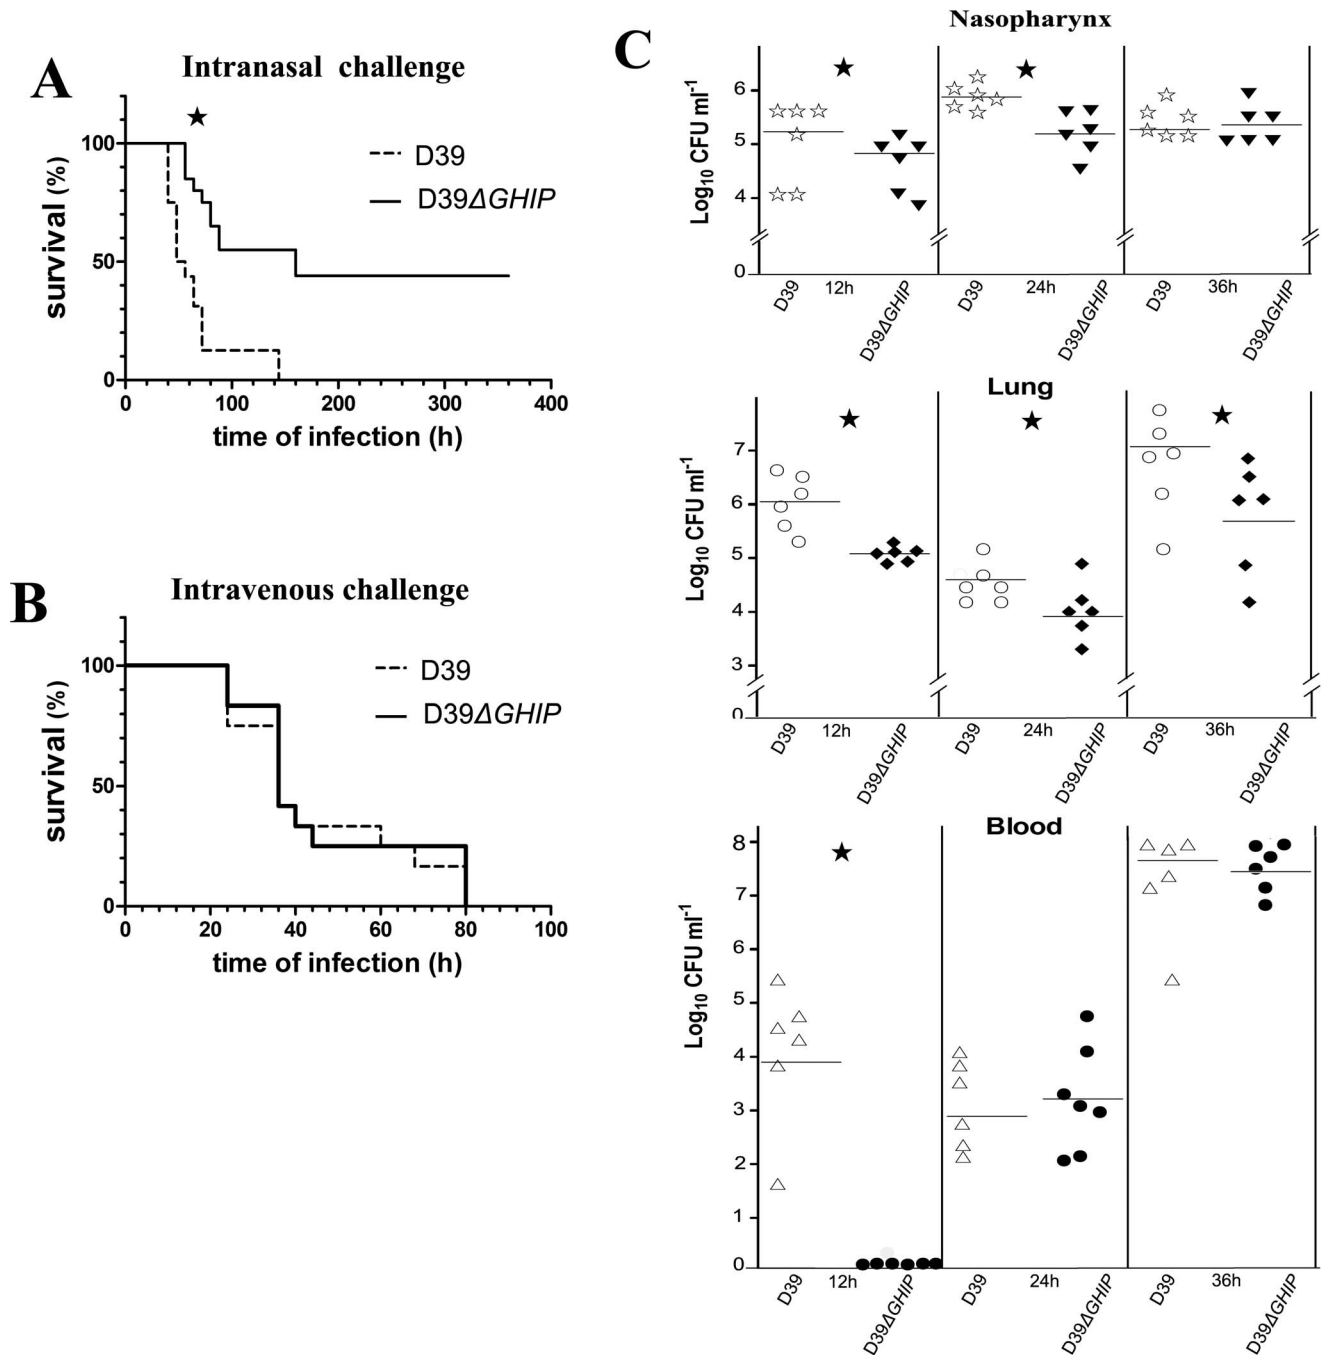 A
Intranasal challenge
survival (%)
100
50
0
D39
D39ΔGHIP
0 100 200 300 400
time of infection (h)
B
Intravenous challenge
survival (%)
100
50
0
D39
D39ΔGHIP
0 20 40 60 80 100
time of infection (h)
C
Nasopharynx
Log10 CFU ml-1
6
5
4
0
D39 12h D39ΔGHIP D39 24h D39ΔGHIP D39 36h D39ΔGHIP
Lung
Log10 CFU ml-1
7
6
5
4
3
0
D39 12h D39ΔGHIP D39 24h D39ΔGHIP D39 36h D39ΔGHIP
Blood
Log10 CFU ml-1
8
7
6
5
4
3
2
1
0
D39 12h D39ΔGHIP D39 24h D39ΔGHIP D39 36h D39ΔGHIP